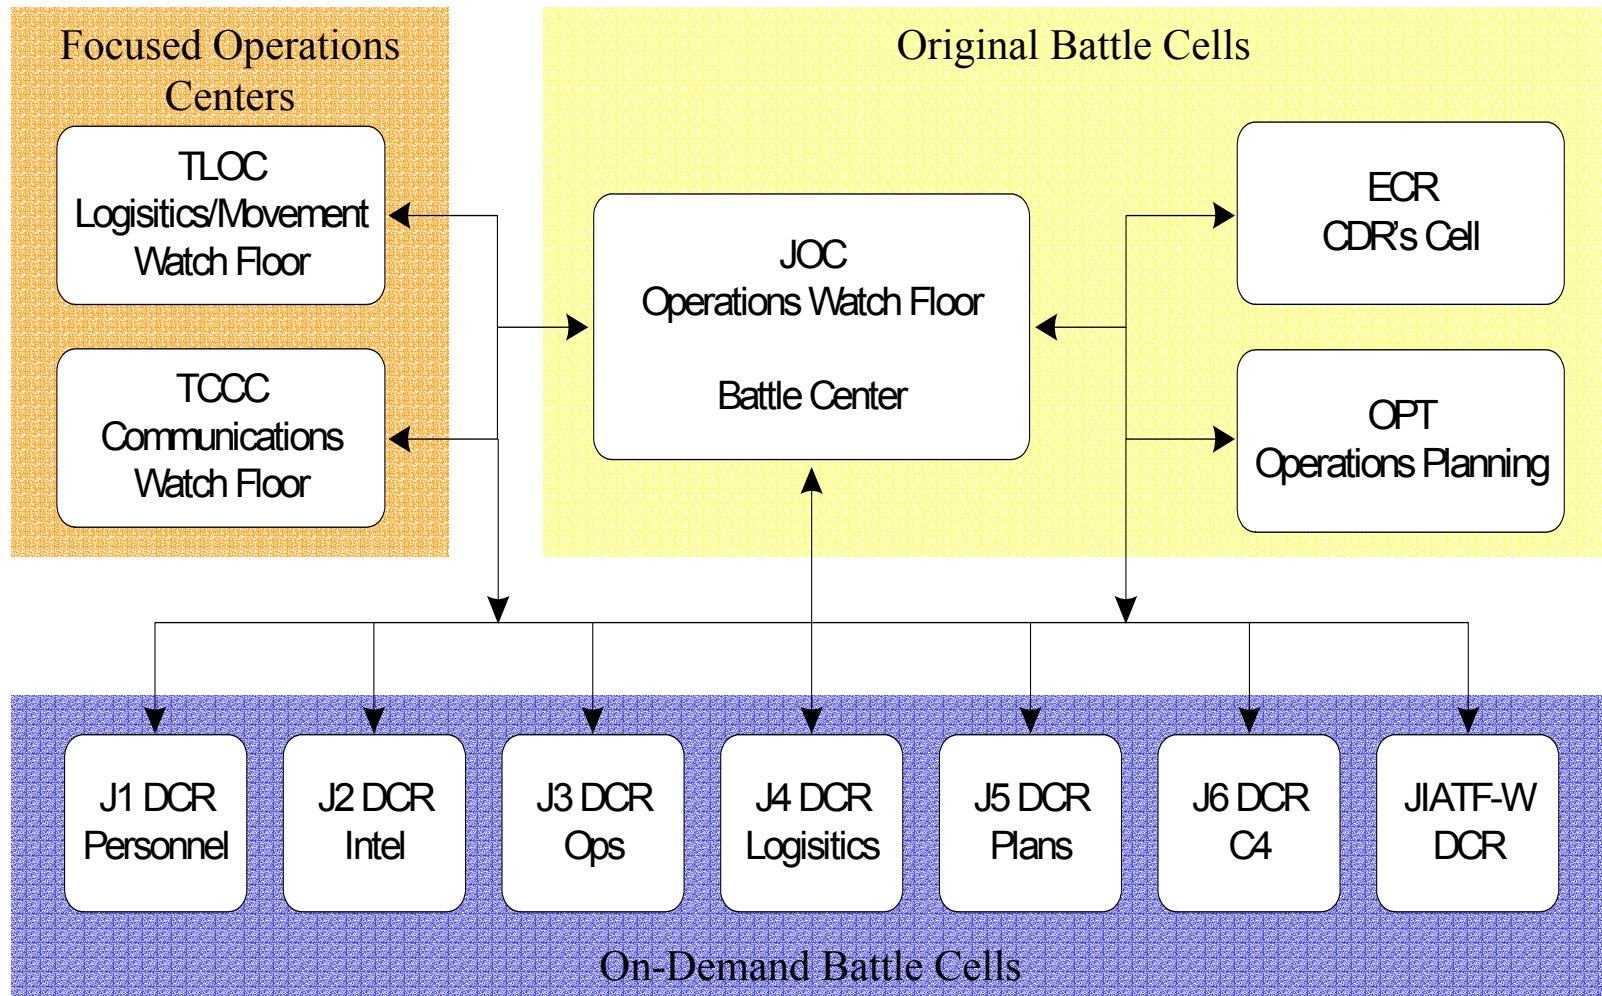 Focused Operations
Centers
TLOC
Logisitics/Movement
Watch Floor
TCCC
Communications
Watch Floor
Original Battle Cells
JOC
Operations Watch Floor
Battle Center
ECR
CDR's Cell
OPT
Operations Planning
J1 DCR
Personnel
J2 DCR
Intel
J3 DCR
Ops
J4 DCR
Logisitics
J5 DCR
Plans
J6 DCR
C4
JIATF-W
DCR
On-Demand Battle Cells